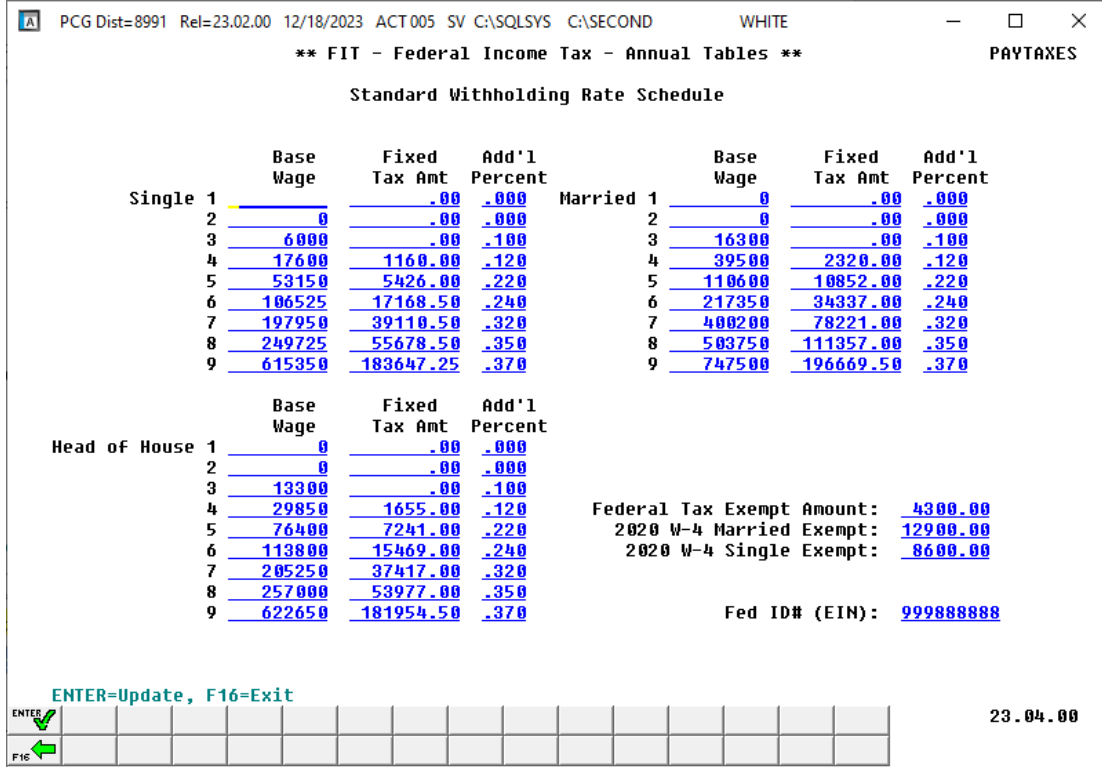 A PCG Dist=8991 Rel=23.02.00 12/18/2023 ACT 005 SV C:\SQLSYS C:\SECOND WHITE
** FIT - Federal Income Tax - Annual Tables ** PAYTAXES
Standard Withholding Rate Schedule
Base Fixed Add'l Base Fixed Add'l
Wage Tax Amt Percent Wage Tax Amt Percent
Single 1 .00 .000 Married 1 0 .00 .000
2 0 .00 .000 2 0 .00 .000
3 6000 .00 .100 3 16300 .00 .100
4 17600 1160.00 .120 4 39500 2320.00 .120
5 53150 5426.00 .220 5 110600 10852.00 .220
6 106525 17168.50 .240 6 217350 34337.00 .240
7 197950 39110.50 .320 7 400200 78221.00 .320
8 249725 55678.50 .350 8 503750 111357.00 .350
9 615350 183647.25 .370 9 747500 196669.50 .370
Base Fixed Add'l
Wage Tax Amt Percent
Head of House 1 0 .00 .000
2 0 .00 .000
3 13300 .00 .100
4 29850 1655.00 .120 Federal Tax Exempt Amount: 4300.00
5 76400 7241.00 .220 2020 W-4 Married Exempt: 12900.00
6 113800 15469.00 .240 2020 W-4 Single Exempt: 8600.00
7 205250 37417.00 .320
8 257000 53977.00 .350
9 622650 181954.50 .370 Fed ID# (EIN): 999888888
ENTER=Update, F16=Exit
ENTER 23.04.00
F16